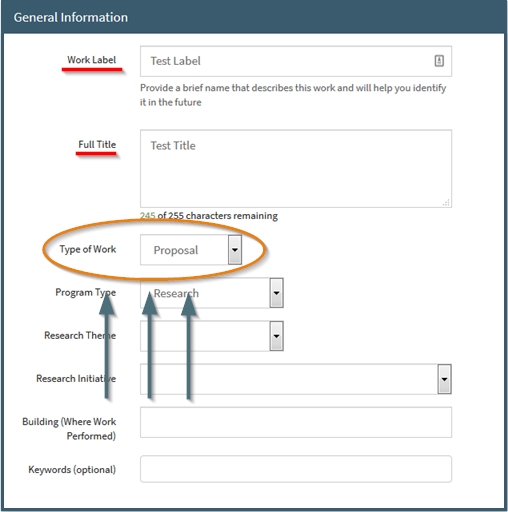 General Information
Work Label
Test Label
Provide a brief name that describes this work and will help you identify
it in the future
Full Title
Test Title
245 of 255 characters remaining
Type of Work
Proposal
Program Type
Research
Research Theme
Research Initiative
Building (Where Work
Performed)
Keywords (optional)